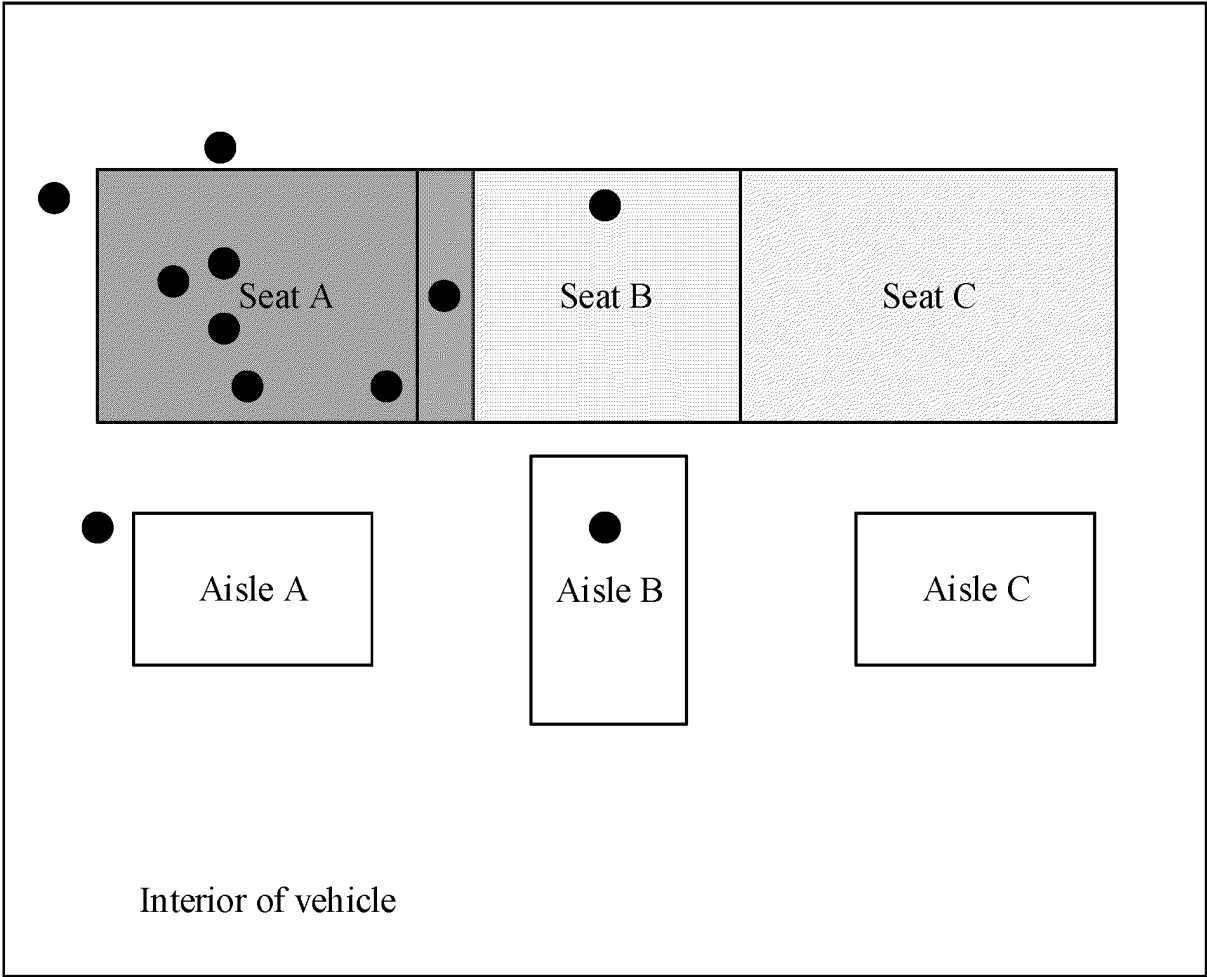 Seat A
Seat B
Seat C
Aisle A
Aisle B
Aisle C
Interior of vehicle